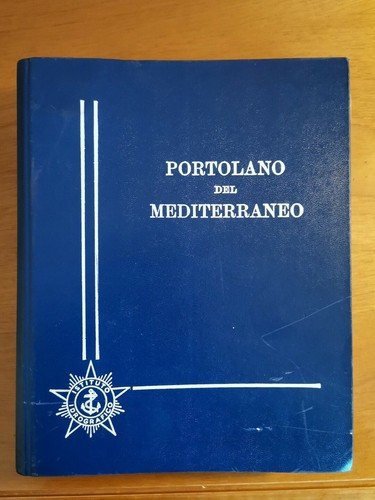 PORTOLANO
DEL
MEDITERRANEO
ISTITUTO
IDROGRAFICO